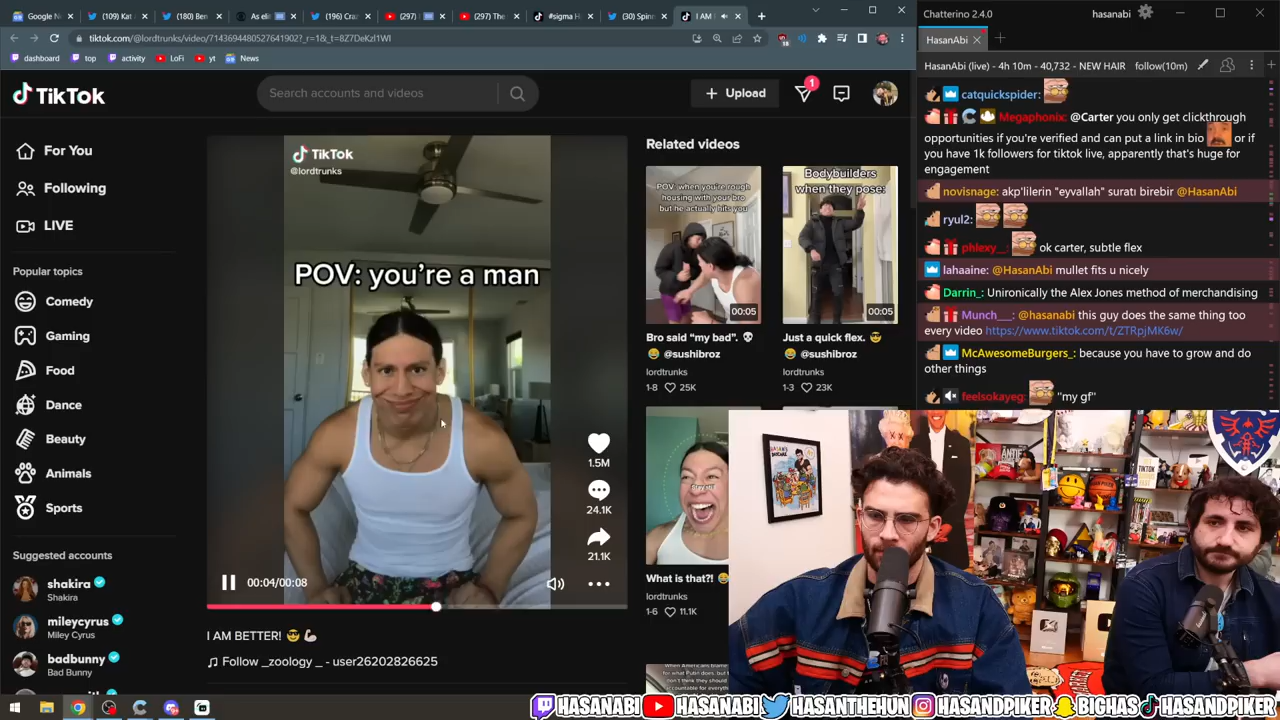 Google N
(109) Kat
(180) Ben
As eli
(196) Craz
(297)
(297) The
#sigma H
(30) Spinn
I AM
tiktok.com/@lordtrunks/video/7143694480527641902?_r=1&_t=8Z7DeKzl1WI
dashboard
top
activity
LoFi
yt
News
TikTok
Search accounts and videos
Upload
1
For You
Following
LIVE
Popular topics
Comedy
Gaming
Food
Dance
Beauty
Animals
Sports
Suggested accounts
shakira
Shakira
mileycyrus
Miley Cyrus
badbunny
Bad Bunny
TikTok
@lordtrunks
POV: you're a man
1.5M
24.1K
21.1K
00:04/00:08
I AM BETTER! 😎 💪
Follow _zoology _ - user26202826625
Related videos
POV: when you're rough
housing with your bro
but he actually hits you
00:05
Bro said "my bad". 💀
😂 @sushibroz
lordtrunks
1-8 25K
Bodybuilders
when they pose:
00:05
Just a quick flex. 😎
😂 @sushibroz
lordtrunks
1-3 23K
What is that?! 😂
lordtrunks
1-6 11.1K
Chatterino 2.4.0
hasanabi
HasanAbi
HasanAbi (live) - 4h 10m - 40,732 - NEW HAIR
follow(10m)
catquickspider:
Megaphonix: @Carter you only get clickthrough
opportunities if you're verified and can put a link in bio or if
you have 1k followers for tiktok live, apparently that's huge for
engagement
novisnage: akp'lilerin "eyvallah" suratı birebir @HasanAbi
ryul2:
phlexy__: ok carter, subtle flex
lahaaine: @HasanAbi mullet fits u nicely
Darrin_: Unironically the Alex Jones method of merchandising
Munch___: @hasanabi this guy does the same thing too
every video https://www.tiktok.com/t/ZTRpjMK6w/
McAwesomeBurgers_: because you have to grow and do
other things
feelsokayeg: "my gf"
HASANABI
HASANABI
HASANTHEHUN
HASANDPIKER
BIGHAS
HASANDPIKER